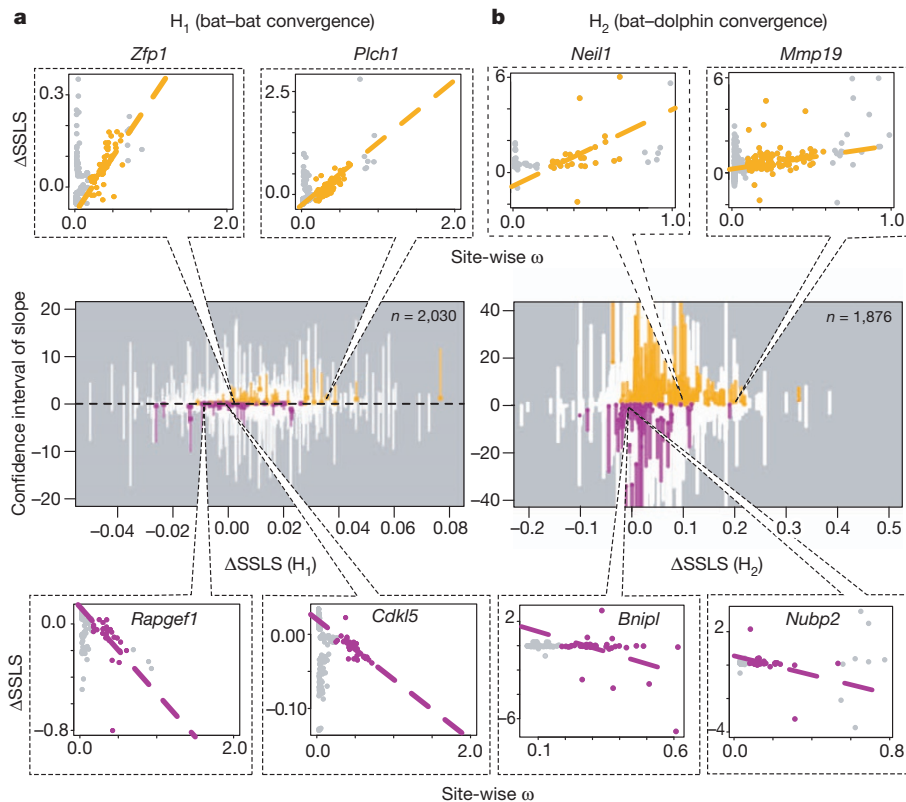 a
H1 (bat–bat convergence)
b
H2 (bat–dolphin convergence)
Zfp1
Plch1
Neil1
Mmp19
ΔSSLS
0.3
0.0
0.0
2.0
2.5
0.0
0.0
2.0
6
0
0.0
1.0
6
0
0.0
1.0
Site-wise ω
Confidence interval of slope
20
10
0
−10
−20
n = 2,030
−0.04
−0.02
0.00
0.02
0.04
0.06
0.08
ΔSSLS (H1)
40
20
0
−20
−40
n = 1,876
−0.2
−0.1
0.0
0.1
0.2
0.3
0.4
0.5
ΔSSLS (H2)
ΔSSLS
Rapgef1
0.0
−0.8
0.0
2.0
Cdkl5
0.00
−0.10
0.0
2.0
Bnipl
2
−6
0.1
0.6
Nubp2
2
−4
0.0
0.8
Site-wise ω